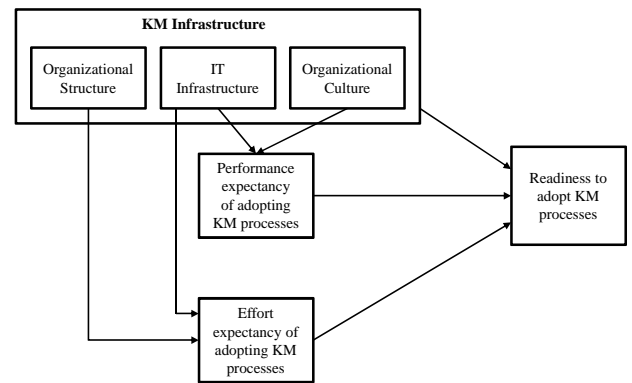 KM Infrastructure
Organizational
Structure
IT
Infrastructure
Organizational
Culture
Performance
expectancy
of adopting
KM processes
Readiness to
adopt KM
processes
Effort
expectancy of
adopting KM
processes